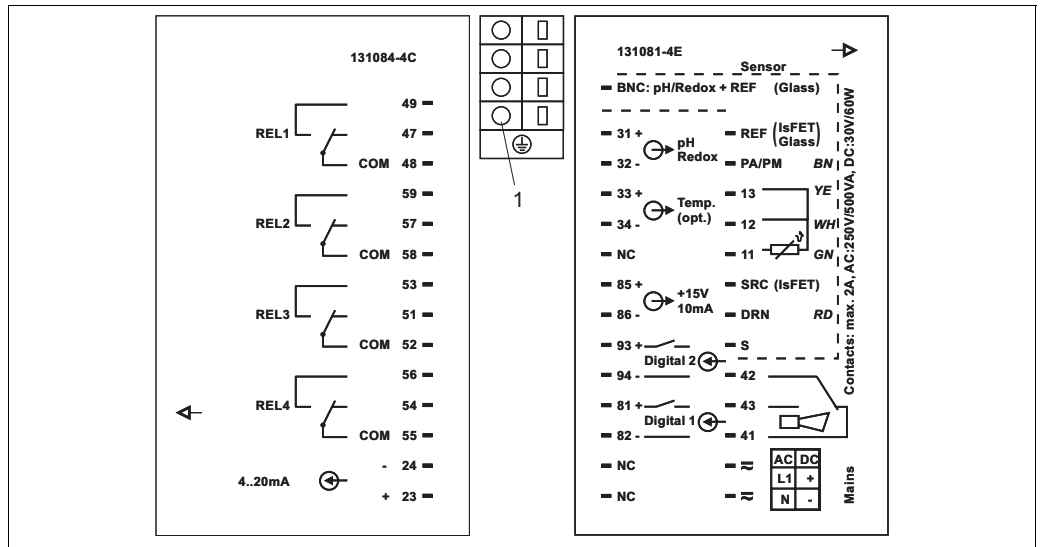 131084-4C
49
REL1 47
COM 48
59
REL2 57
COM 58
53
REL3 51
COM 52
56
REL4 54
COM 55
- 24
4..20mA
+ 23
1
131081-4E
Sensor
BNC: pH/Redox + REF (Glass)
31 + pH Redox REF (IsFET) Glass)
32 - PA/PM BN
33 + Temp. (opt.) 13 YE
34 - 12 WH
NC 11 ϑ GN
85 + +15V 10mA SRC (IsFET)
86 - DRN RD
93 + S
Digital 2
94 - 42
81 + 43
Digital 1
82 - 41
NC AC DC
L1 +
NC N -
Mains
Contacts: max. 2A, AC:250V/500VA, DC:30V/60W